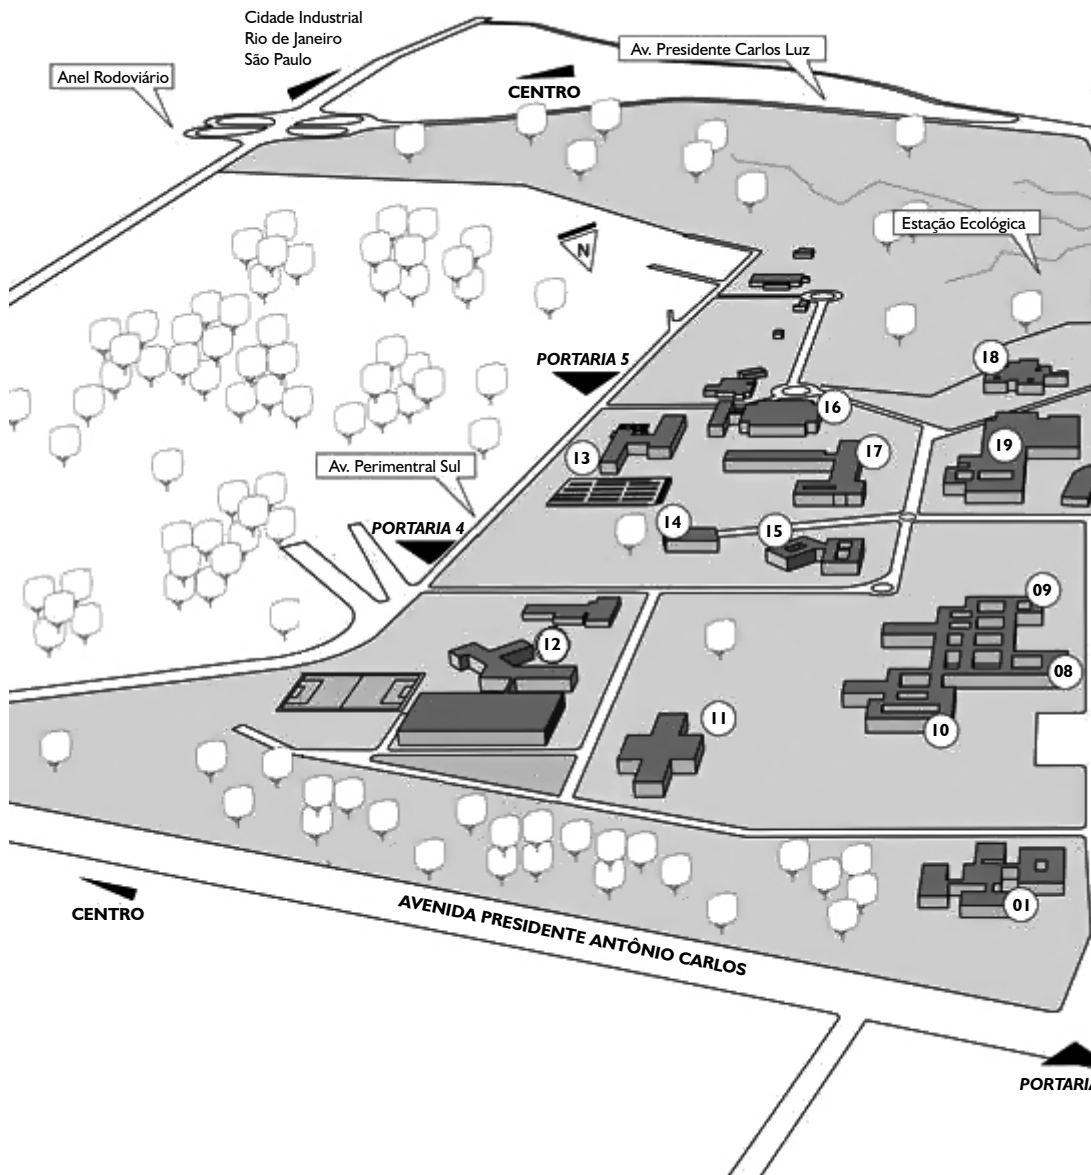 Cidade Industrial
Rio de Janeiro
São Paulo
Av. Presidente Carlos Luz
Anel Rodoviário
CENTRO
Estação Ecológica
N
PORTARIA 5
18
16
13
17
19
Av. Perimentral Sul
PORTARIA 4
14
15
09
12
08
11
10
01
CENTRO
AVENIDA PRESIDENTE ANTÔNIO CARLOS
PORTARIA